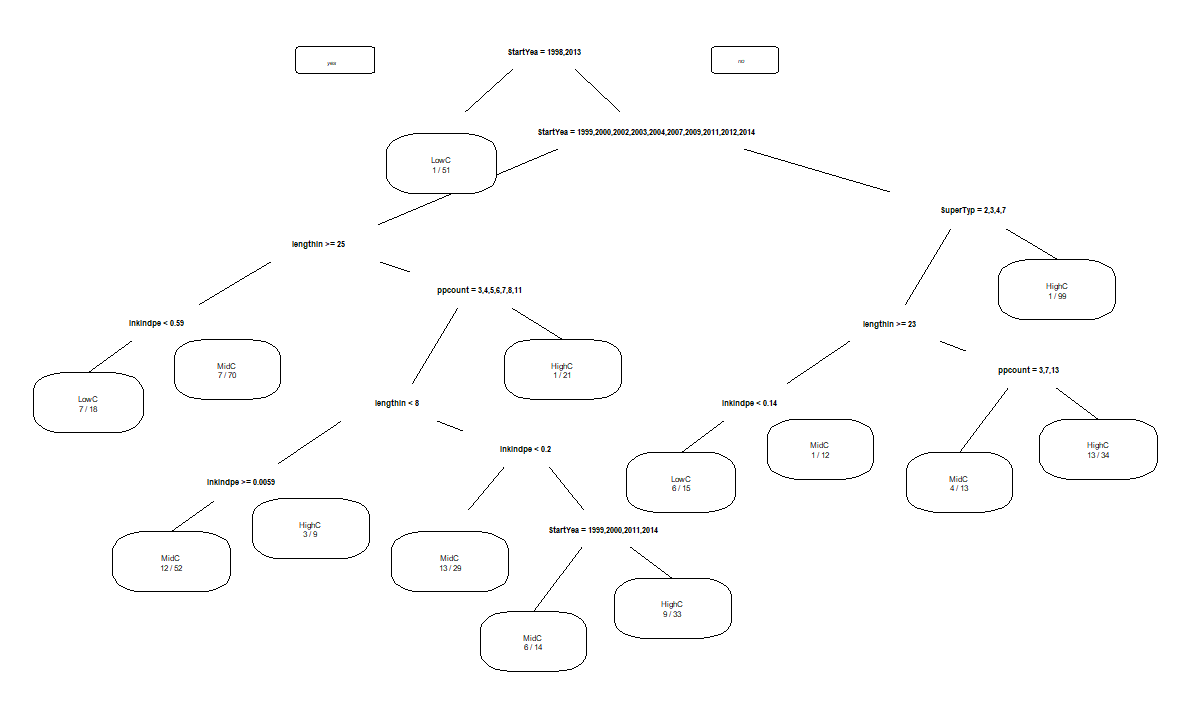 StartYea = 1998,2013
yes
no
StartYea = 1999,2000,2002,2003,2004,2007,2009,2011,2012,2014
LowC
1 / 51
SuperTyp = 2,3,4,7
lengthin >= 25
HighC
1 / 99
ppcount = 3,4,5,6,7,8,11
inkindpe < 0.59
lengthin >= 23
MidC
7 / 70
HighC
1 / 21
ppcount = 3,7,13
LowC
7 / 18
lengthin < 8
inkindpe < 0.14
MidC
1 / 12
HighC
13 / 34
inkindpe < 0.2
LowC
6 / 15
MidC
4 / 13
inkindpe >= 0.0059
HighC
3 / 9
StartYea = 1999,2000,2011,2014
MidC
12 / 52
MidC
13 / 29
HighC
9 / 33
MidC
6 / 14